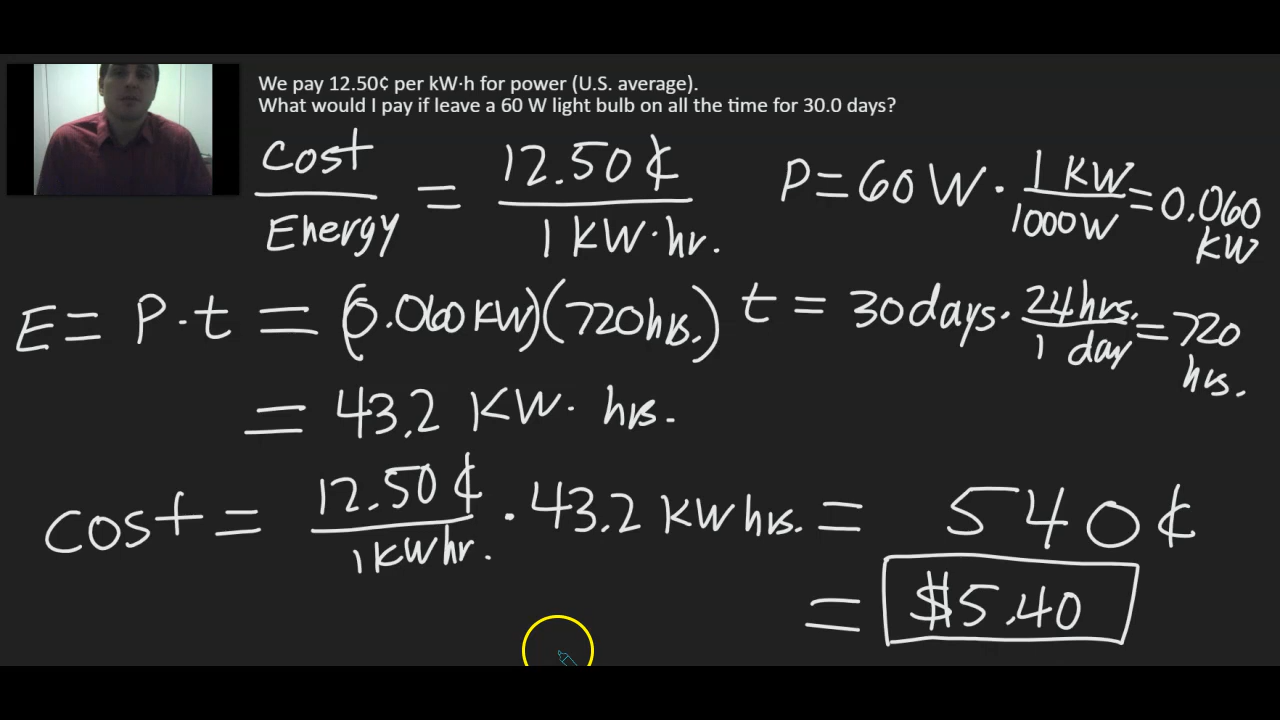 We pay 12.50¢ per kW·h for power (U.S. average).
What would I pay if leave a 60 W light bulb on all the time for 30.0 days?
Cost / Energy = 12.50 ¢ / 1 KW·hr.
P = 60 W · 1 KW / 1000 W = 0.060 KW
E = P·t = (0.060 KW)(720 hrs.)
t = 30 days · 24 hrs. / 1 day = 720 hrs.
= 43.2 KW· hrs.
Cost = 12.50 ¢ / 1 KW hr. · 43.2 KW hrs. = 540 ¢
= $5.40